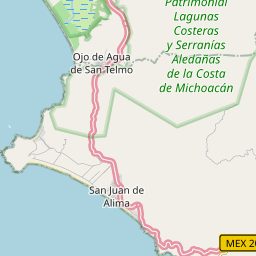 Patrimonial
Lagunas
Costeras
y Serranías
Aledañas
de la Costa
de Michoacán
Ojo de Agua
de San Telmo
San Juan de
Alima
MEX 20